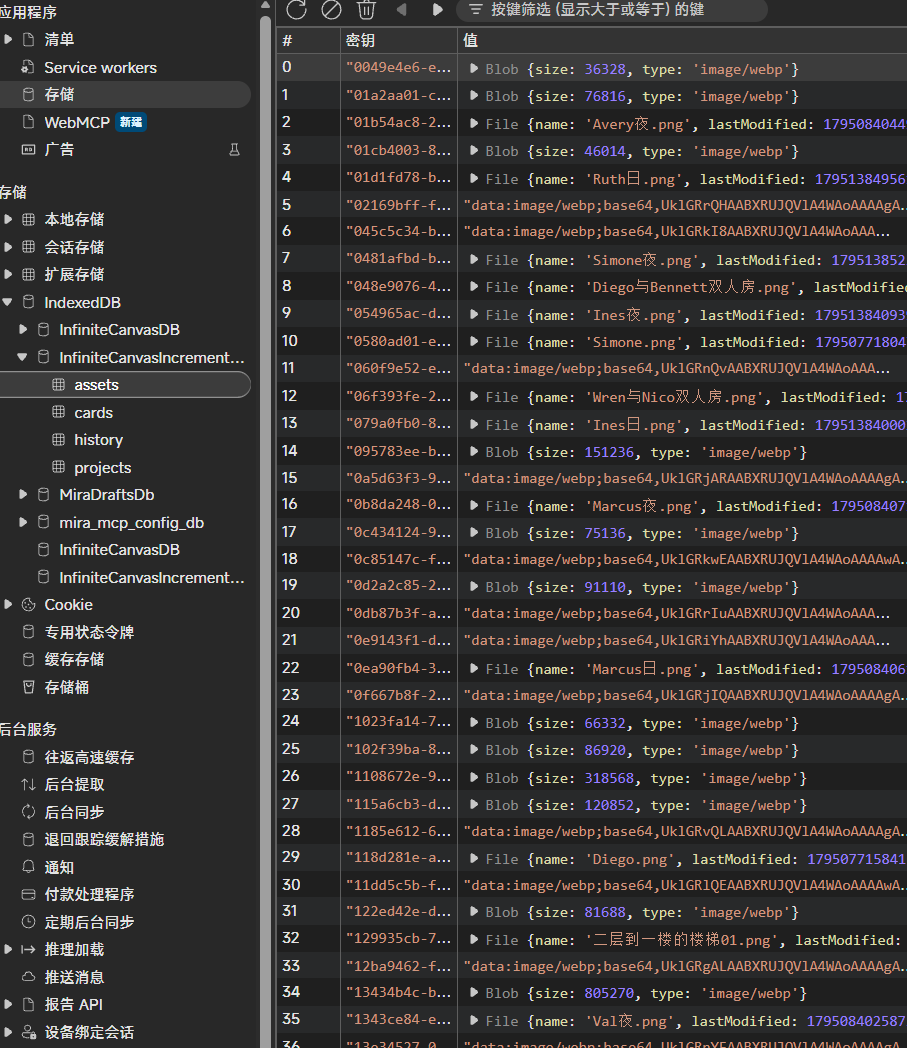 应用程序
清单
Service workers
存储
WebMCP 新建
广告
存储
本地存储
会话存储
扩展存储
IndexedDB
InfiniteCanvasDB
InfiniteCanvasIncrement...
assets
cards
history
projects
MiraDraftsDb
mira_mcp_config_db
InfiniteCanvasDB
InfiniteCanvasIncrement...
Cookie
专用状态令牌
缓存存储
存储桶
后台服务
往返高速缓存
后台提取
后台同步
退回跟踪缓解措施
通知
付款处理程序
定期后台同步
推理加载
推送消息
报告 API
设备绑定会话
按键筛选 (显示大于或等于) 的键
# 密钥 值
0 "0049e4e6-e... Blob {size: 36328, type: 'image/webp'}
1 "01a2aa01-c... Blob {size: 76816, type: 'image/webp'}
2 "01b54ac8-2... File {name: 'Avery夜.png', lastModified: 1795084044
3 "01cb4003-8... Blob {size: 46014, type: 'image/webp'}
4 "01d1fd78-b... File {name: 'Ruth日.png', lastModified: 17951384956
5 "02169bff-f... "data:image/webp;base64,UklGRrQHAABXRUJQVlA4WAoAAAAgA...
6 "045c5c34-b... "data:image/webp;base64,UklGRkI8AABXRUJQVlA4WAoAAA...
7 "0481afbd-b... File {name: 'Simone夜.png', lastModified: 179513852
8 "048e9076-4... File {name: 'Diego与Bennett双人房.png', lastModified
9 "054965ac-d... File {name: 'Ines夜.png', lastModified: 1795138409
10 "0580ad01-e... File {name: 'Simone.png', lastModified: 17950771804
11 "060f9e52-e... "data:image/webp;base64,UklGRnQvAABXRUJQVlA4WAoAAA...
12 "06f393fe-2... File {name: 'Wren与Nico双人房.png', lastModified: 17
13 "079a0fb0-8... File {name: 'Ines日.png', lastModified: 17951384000
14 "095783ee-b... Blob {size: 151236, type: 'image/webp'}
15 "0a5d63f3-9... "data:image/webp;base64,UklGRjARAABXRUJQVlA4WAoAAAAgA...
16 "0b8da248-0... File {name: 'Marcus夜.png', lastModified: 179508407
17 "0c434124-9... Blob {size: 75136, type: 'image/webp'}
18 "0c85147c-f... "data:image/webp;base64,UklGRkwEAABXRUJQVlA4WAoAAAAwA...
19 "0d2a2c85-2... Blob {size: 91110, type: 'image/webp'}
20 "0db87b3f-a... "data:image/webp;base64,UklGRrIuAABXRUJQVlA4WAoAAA...
21 "0e9143f1-d... "data:image/webp;base64,UklGRiYhAABXRUJQVlA4WAoAAA...
22 "0ea90fb4-3... File {name: 'Marcus日.png', lastModified: 179508406
23 "0f667b8f-2... "data:image/webp;base64,UklGRjIQAABXRUJQVlA4WAoAAAAgA...
24 "1023fa14-7... Blob {size: 66332, type: 'image/webp'}
25 "102f39ba-8... Blob {size: 86920, type: 'image/webp'}
26 "1108672e-9... Blob {size: 318568, type: 'image/webp'}
27 "115a6cb3-d... Blob {size: 120852, type: 'image/webp'}
28 "1185e612-6... "data:image/webp;base64,UklGRvQLAABXRUJQVlA4WAoAAAAgA...
29 "118d281e-a... File {name: 'Diego.png', lastModified: 179507715841
30 "11dd5c5b-f... "data:image/webp;base64,UklGRlQEAABXRUJQVlA4WAoAAAAwA...
31 "122ed42e-d... Blob {size: 81688, type: 'image/webp'}
32 "129935cb-7... File {name: '二层到一楼的楼梯01.png', lastModified:
33 "12ba9462-f... "data:image/webp;base64,UklGRgALAABXRUJQVlA4WAoAAAAgA...
34 "13434b4c-b... Blob {size: 805270, type: 'image/webp'}
35 "1343ce84-e... File {name: 'Val夜.png', lastModified: 179508402587